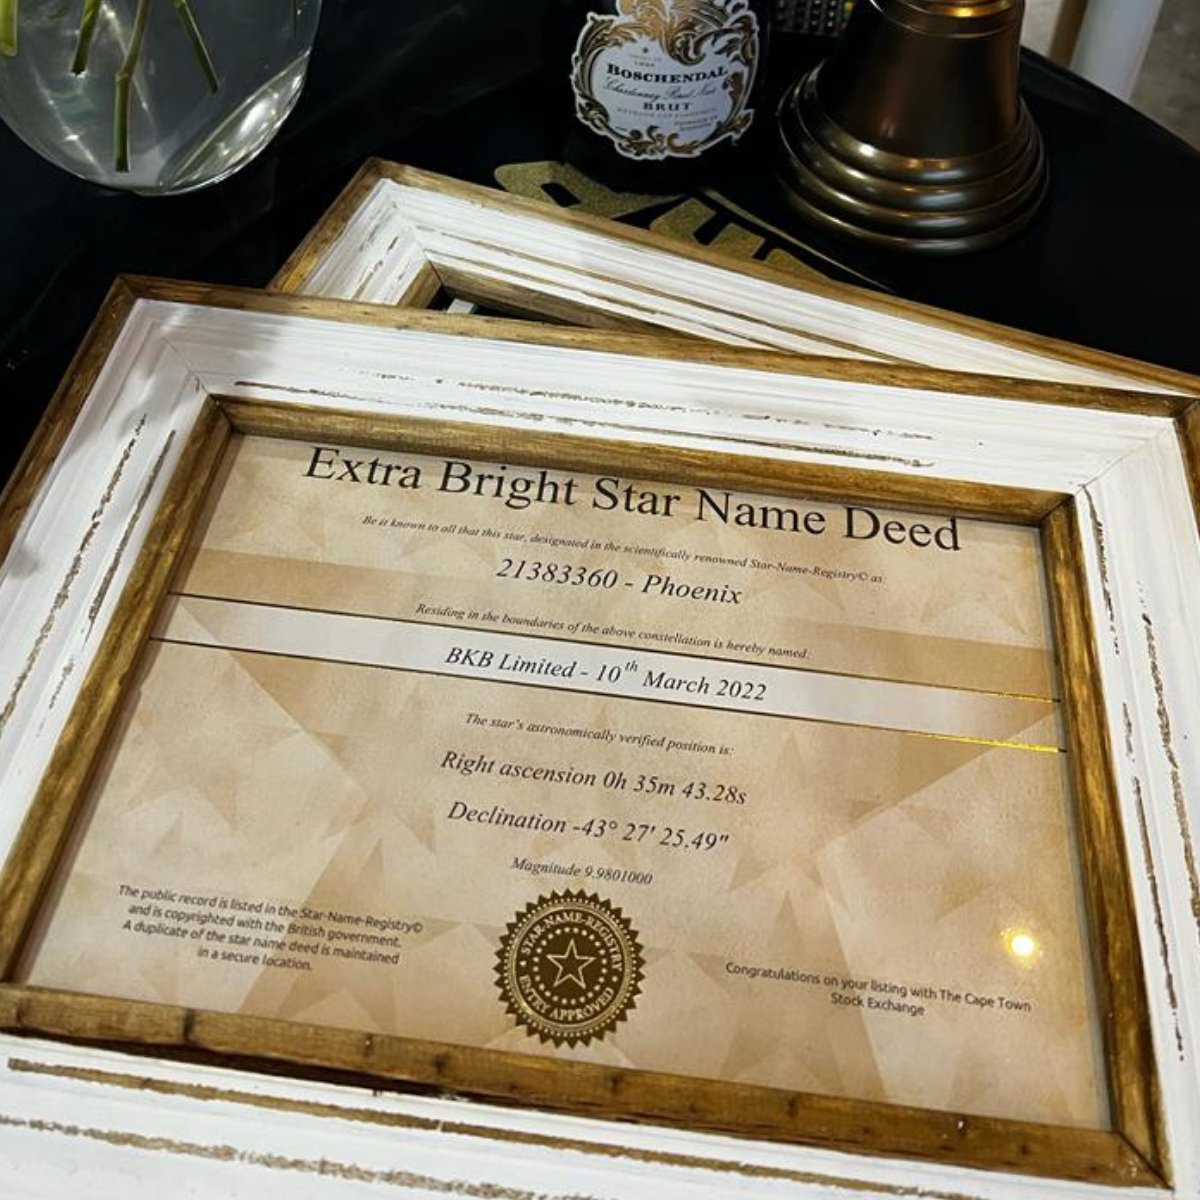 BOSCHENDAL
Chardonnay Pinot Noir
BRUT
Extra Bright Star Name Deed
Be it known to all that this star, designated in the scientifically renowned Star-Name-Registry© as:
21383360 - Phoenix
Residing in the boundaries of the above constellation is hereby named:
BKB Limited - 10th March 2022
The star's astronomically verified position is:
Right ascension 0h 35m 43.28s
Declination -43° 27' 25.49"
Magnitude 9.9801000
The public record is listed in the Star-Name-Registry©
and is copyrighted with the British government.
A duplicate of the star name deed is maintained
in a secure location.
STAR-NAME-REGISTRY
ENTRY APPROVED
Congratulations on your listing with The Cape Town
Stock Exchange